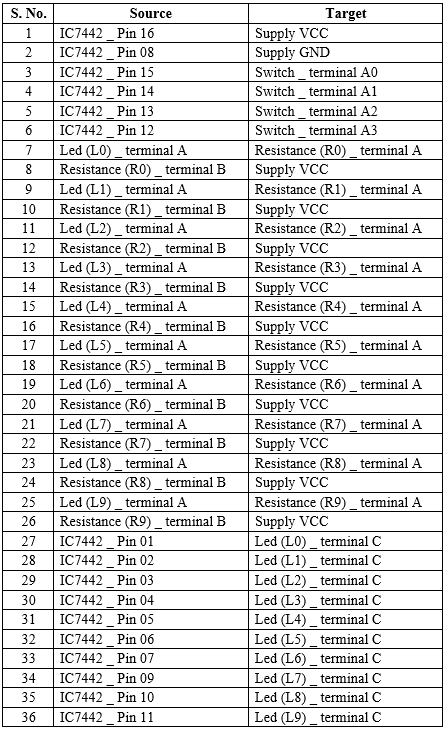 S. No. Source Target
1 IC7442 _ Pin 16 Supply VCC
2 IC7442 _ Pin 08 Supply GND
3 IC7442 _ Pin 15 Switch _ terminal A0
4 IC7442 _ Pin 14 Switch _ terminal A1
5 IC7442 _ Pin 13 Switch _ terminal A2
6 IC7442 _ Pin 12 Switch _ terminal A3
7 Led (L0) _ terminal A Resistance (R0) _ terminal A
8 Resistance (R0) _ terminal B Supply VCC
9 Led (L1) _ terminal A Resistance (R1) _ terminal A
10 Resistance (R1) _ terminal B Supply VCC
11 Led (L2) _ terminal A Resistance (R2) _ terminal A
12 Resistance (R2) _ terminal B Supply VCC
13 Led (L3) _ terminal A Resistance (R3) _ terminal A
14 Resistance (R3) _ terminal B Supply VCC
15 Led (L4) _ terminal A Resistance (R4) _ terminal A
16 Resistance (R4) _ terminal B Supply VCC
17 Led (L5) _ terminal A Resistance (R5) _ terminal A
18 Resistance (R5) _ terminal B Supply VCC
19 Led (L6) _ terminal A Resistance (R6) _ terminal A
20 Resistance (R6) _ terminal B Supply VCC
21 Led (L7) _ terminal A Resistance (R7) _ terminal A
22 Resistance (R7) _ terminal B Supply VCC
23 Led (L8) _ terminal A Resistance (R8) _ terminal A
24 Resistance (R8) _ terminal B Supply VCC
25 Led (L9) _ terminal A Resistance (R9) _ terminal A
26 Resistance (R9) _ terminal B Supply VCC
27 IC7442 _ Pin 01 Led (L0) _ terminal C
28 IC7442 _ Pin 02 Led (L1) _ terminal C
29 IC7442 _ Pin 03 Led (L2) _ terminal C
30 IC7442 _ Pin 04 Led (L3) _ terminal C
31 IC7442 _ Pin 05 Led (L4) _ terminal C
32 IC7442 _ Pin 06 Led (L5) _ terminal C
33 IC7442 _ Pin 07 Led (L6) _ terminal C
34 IC7442 _ Pin 09 Led (L7) _ terminal C
35 IC7442 _ Pin 10 Led (L8) _ terminal C
36 IC7442 _ Pin 11 Led (L9) _ terminal C